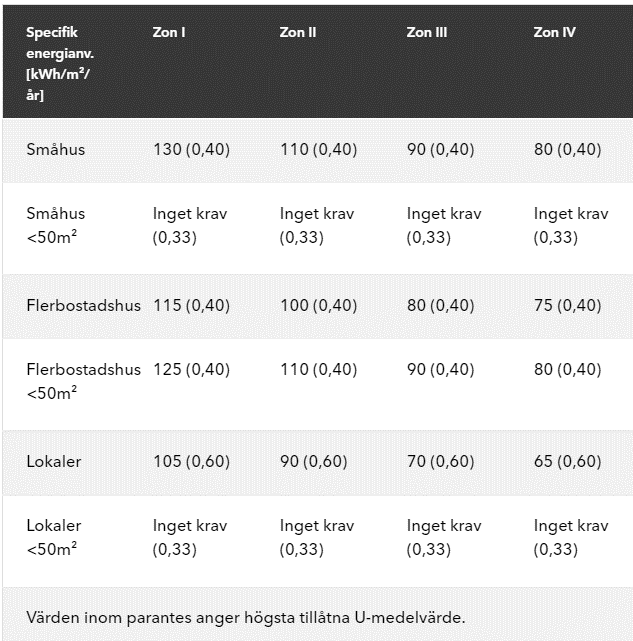 Specifik energianv. [kWh/m²/år] Zon I Zon II Zon III Zon IV
Småhus 130 (0,40) 110 (0,40) 90 (0,40) 80 (0,40)
Småhus <50m² Inget krav (0,33) Inget krav (0,33) Inget krav (0,33) Inget krav (0,33)
Flerbostadshus 115 (0,40) 100 (0,40) 80 (0,40) 75 (0,40)
Flerbostadshus <50m² 125 (0,40) 110 (0,40) 90 (0,40) 80 (0,40)
Lokaler 105 (0,60) 90 (0,60) 70 (0,60) 65 (0,60)
Lokaler <50m² Inget krav (0,33) Inget krav (0,33) Inget krav (0,33) Inget krav (0,33)
Värden inom parantes anger högsta tillåtna U-medelvärde.